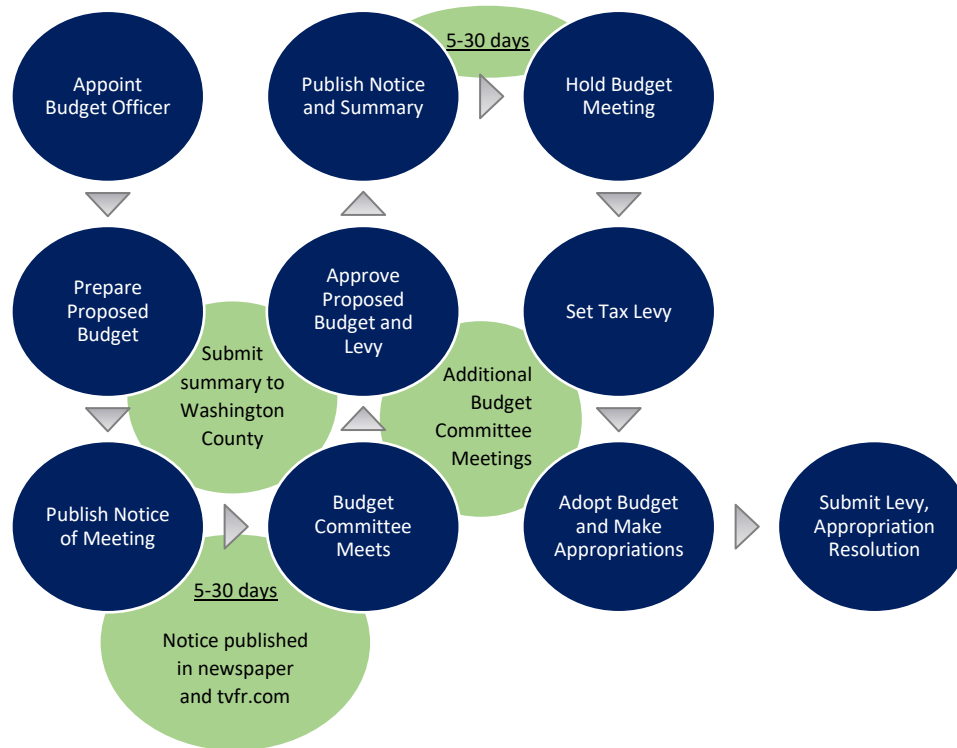 Appoint
Budget Officer
Prepare
Proposed
Budget
Publish Notice
of Meeting
5-30 days
Notice published
in newspaper
and tvfr.com
Submit
summary to
Washington
County
Budget
Committee
Meets
Approve
Proposed
Budget and
Levy
Additional
Budget
Committee
Meetings
Publish Notice
and Summary
5-30 days
Hold Budget
Meeting
Set Tax Levy
Adopt Budget
and Make
Appropriations
Submit Levy,
Appropriation
Resolution